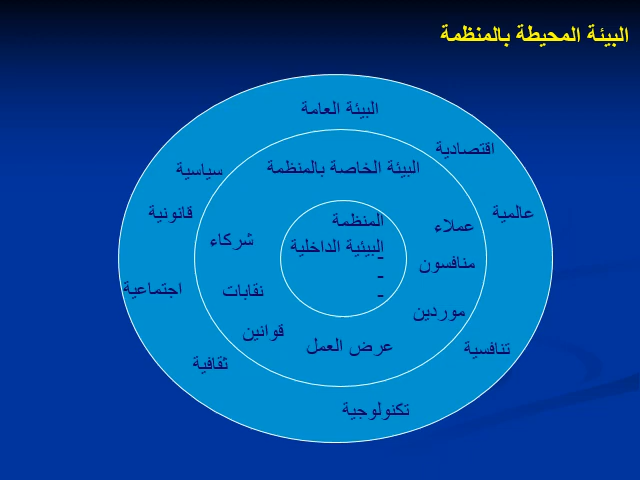 البيئة المحيطة بالمنظمة
البيئة العامة
اقتصادية
سياسية
البيئة الخاصة بالمنظمة
عالمية
قانونية
المنظمة
عملاء
شركاء
البيئية الداخلية
-
منافسون
-
اجتماعية
نقابات
-
موردين
قوانين
عرض العمل
تنافسية
ثقافية
تكنولوجية